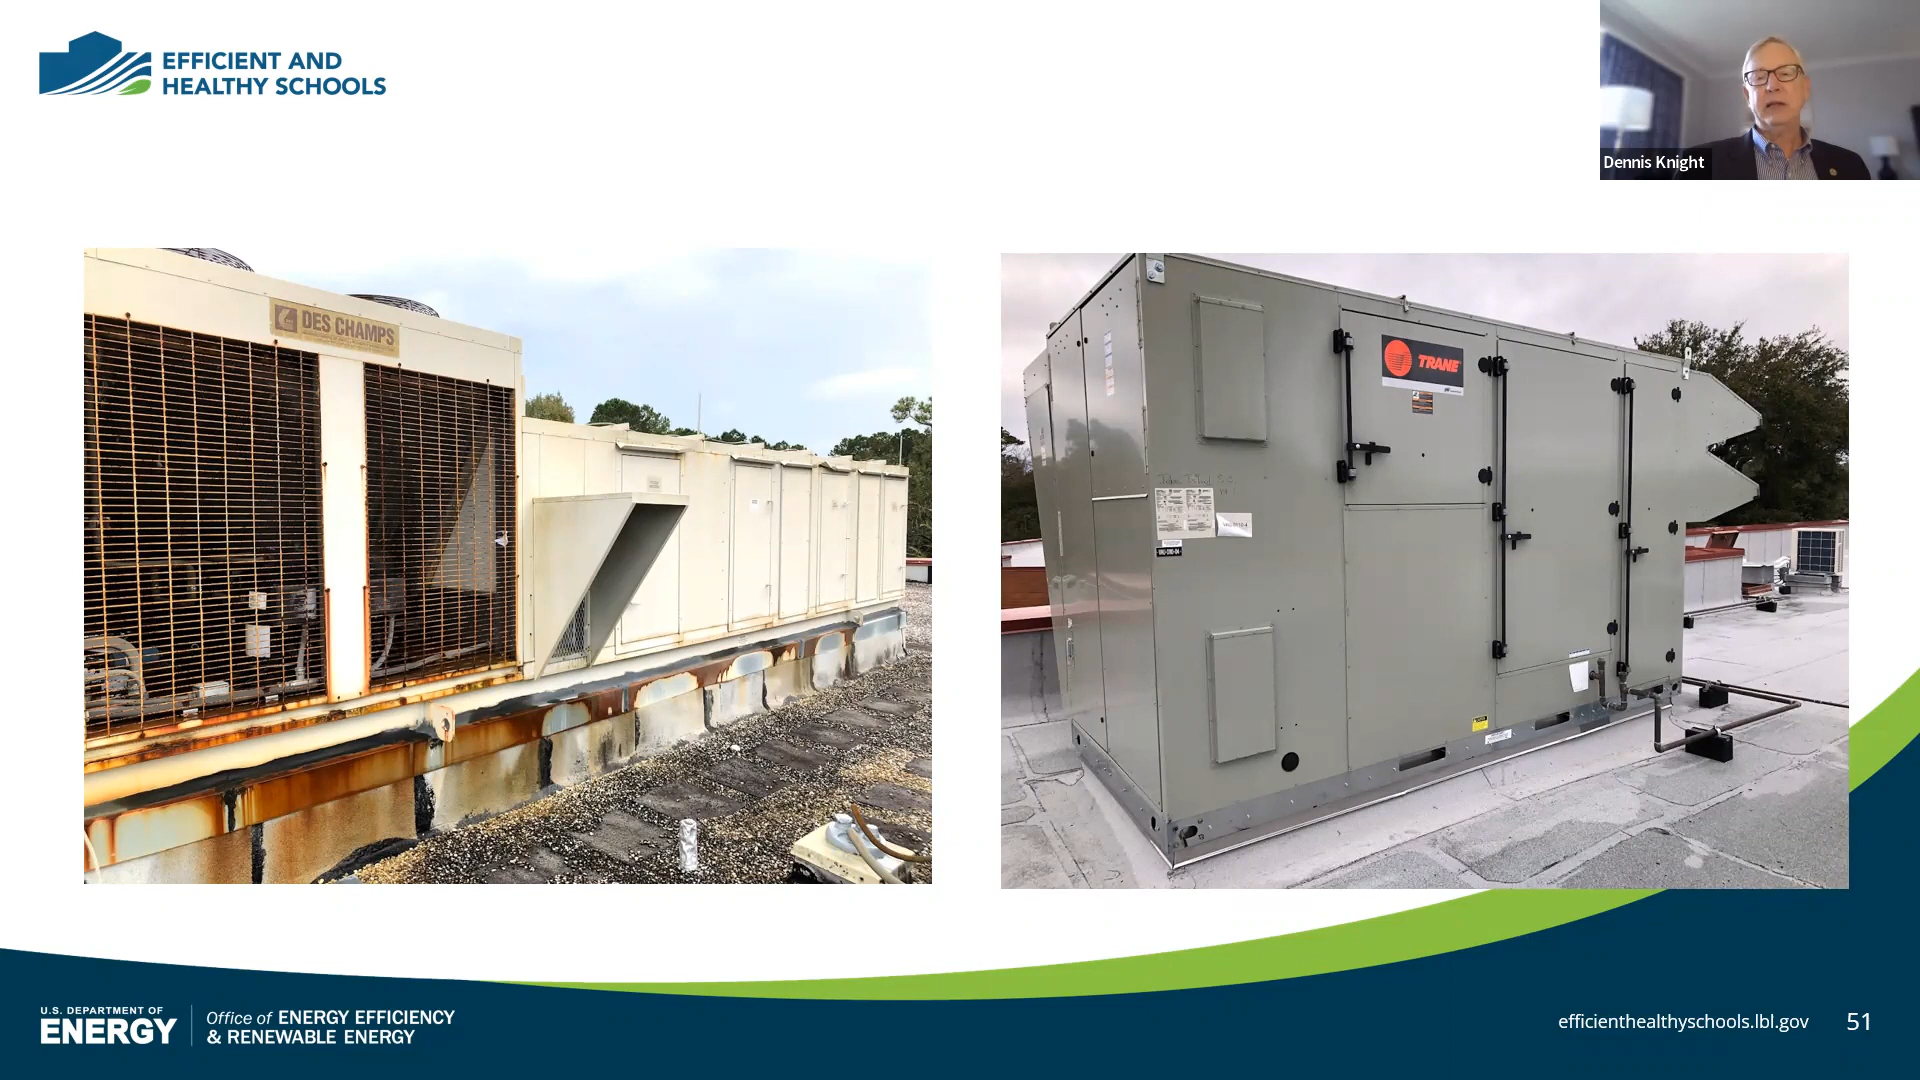 EFFICIENT AND
HEALTHY SCHOOLS
Dennis Knight
DES CHAMPS
TRANE
U.S. DEPARTMENT OF
ENERGY
Office of ENERGY EFFICIENCY
& RENEWABLE ENERGY
efficienthealthyschools.lbl.gov
51